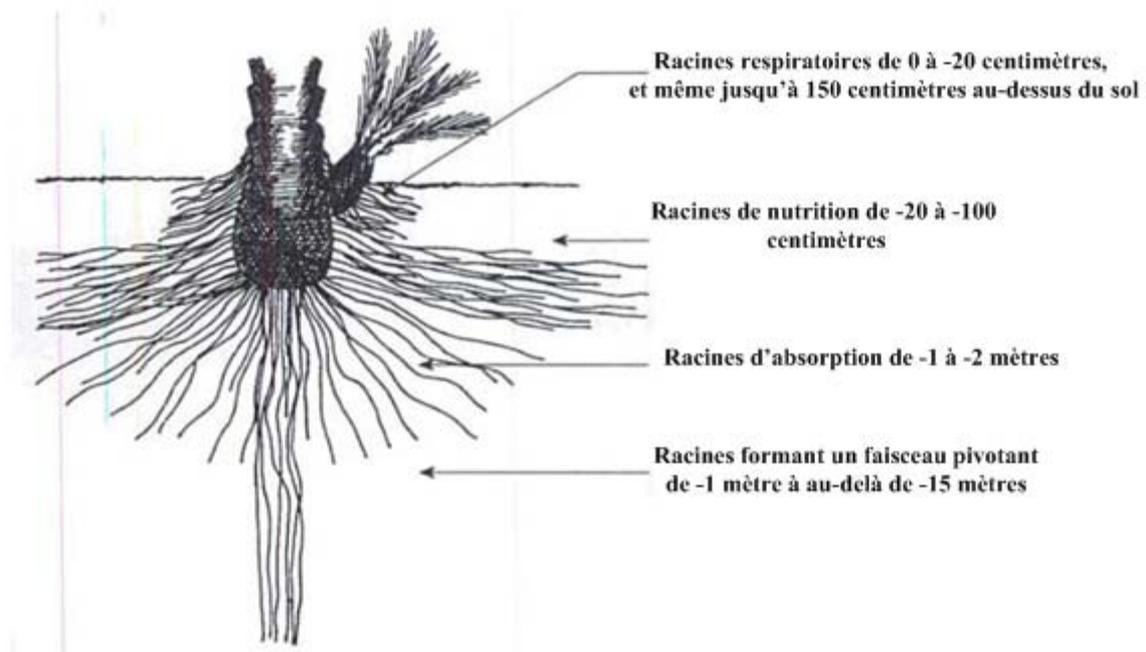 Racines respiratoires de 0 à -20 centimètres,
et même jusqu'à 150 centimètres au-dessus du sol
Racines de nutrition de -20 à -100
centimètres
Racines d'absorption de -1 à -2 mètres
Racines formant un faisceau pivotant
de -1 mètre à au-delà de -15 mètres